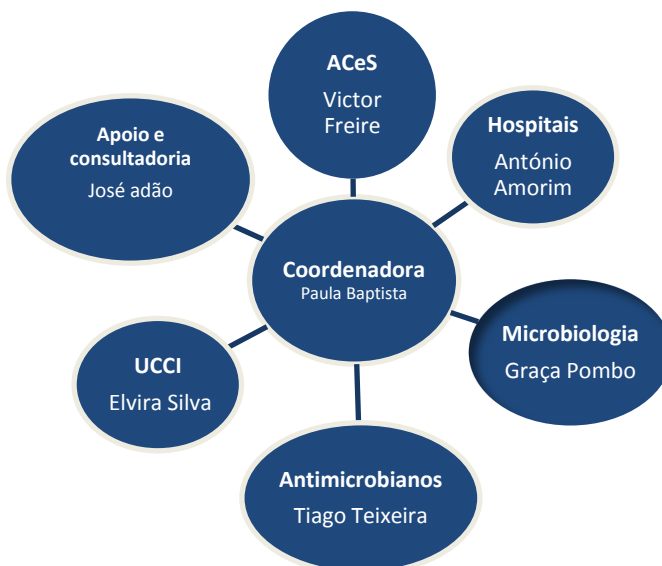 ACeS
Victor
Freire
Hospitais
António
Amorim
Apoio e
consultadoria
José adão
Coordenadora
Paula Baptista
Microbiologia
Graça Pombo
UCCI
Elvira Silva
Antimicrobianos
Tiago Teixeira